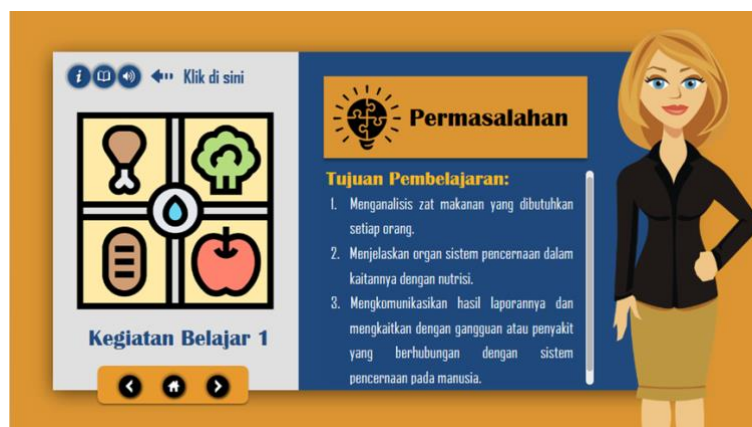 i
Klik di sini
Kegiatan Belajar 1
Permasalahan
Tujuan Pembelajaran:
1. Menganalisis zat makanan yang dibutuhkan
setiap orang.
2. Menjelaskan organ sistem pencernaan dalam
kaitannya dengan nutrisi.
3. Mengkomunikasikan hasil laporannya dan
mengkaitkan dengan gangguan atau penyakit
yang berhubungan dengan sistem
pencernaan pada manusia.